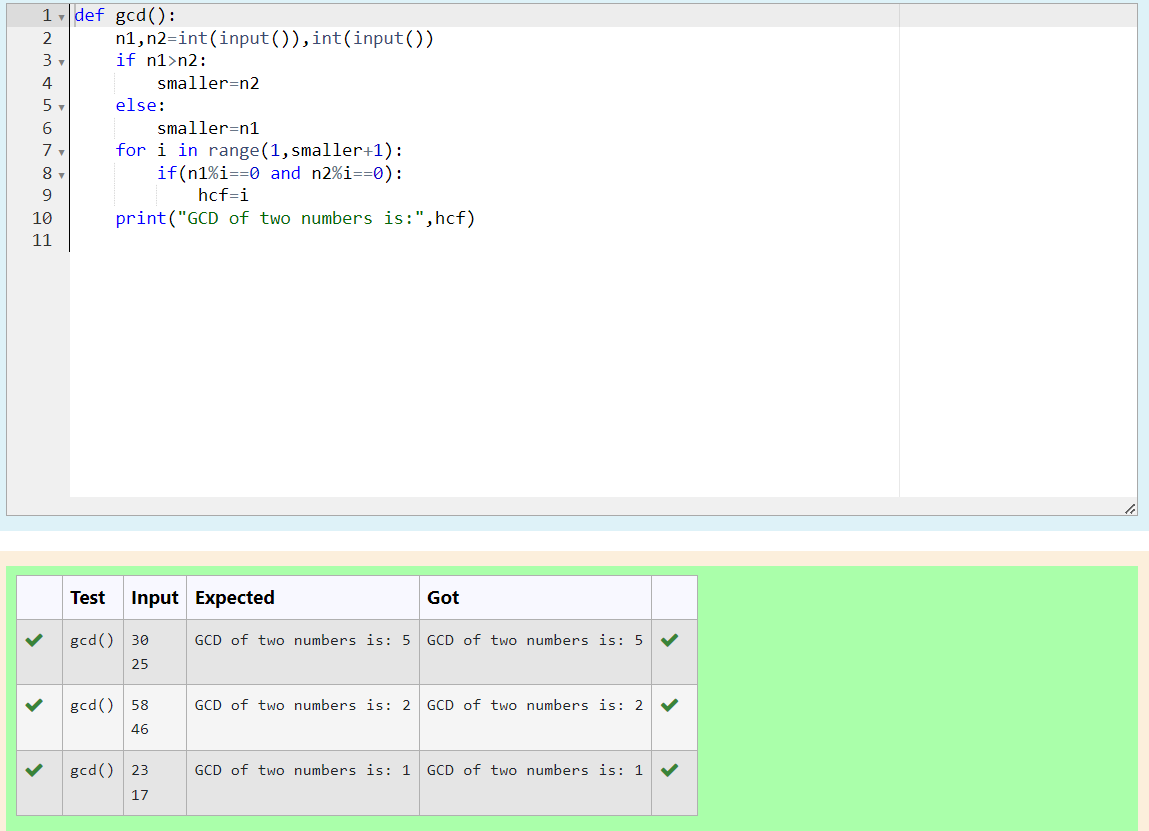 1 def gcd():
2     n1,n2=int(input()),int(input())
3     if n1>n2:
4         smaller=n2
5     else:
6         smaller=n1
7     for i in range(1,smaller+1):
8         if(n1%i==0 and n2%i==0):
9             hcf=i
10     print("GCD of two numbers is:",hcf)
11
Test Input Expected Got
gcd() 30 GCD of two numbers is: 5 GCD of two numbers is: 5
25
gcd() 58 GCD of two numbers is: 2 GCD of two numbers is: 2
46
gcd() 23 GCD of two numbers is: 1 GCD of two numbers is: 1
17